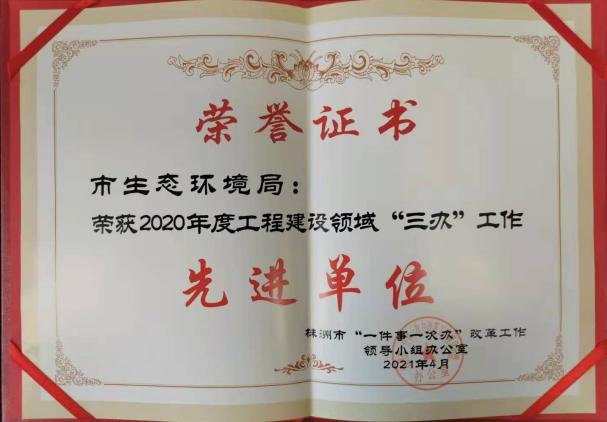 荣誉证书
市生态环境局：
荣获2020年度工程建设领域“三办”工作
先进单位
株洲市“一件事一次办”改革工作
领导小组办公室
2021年4月
办公室